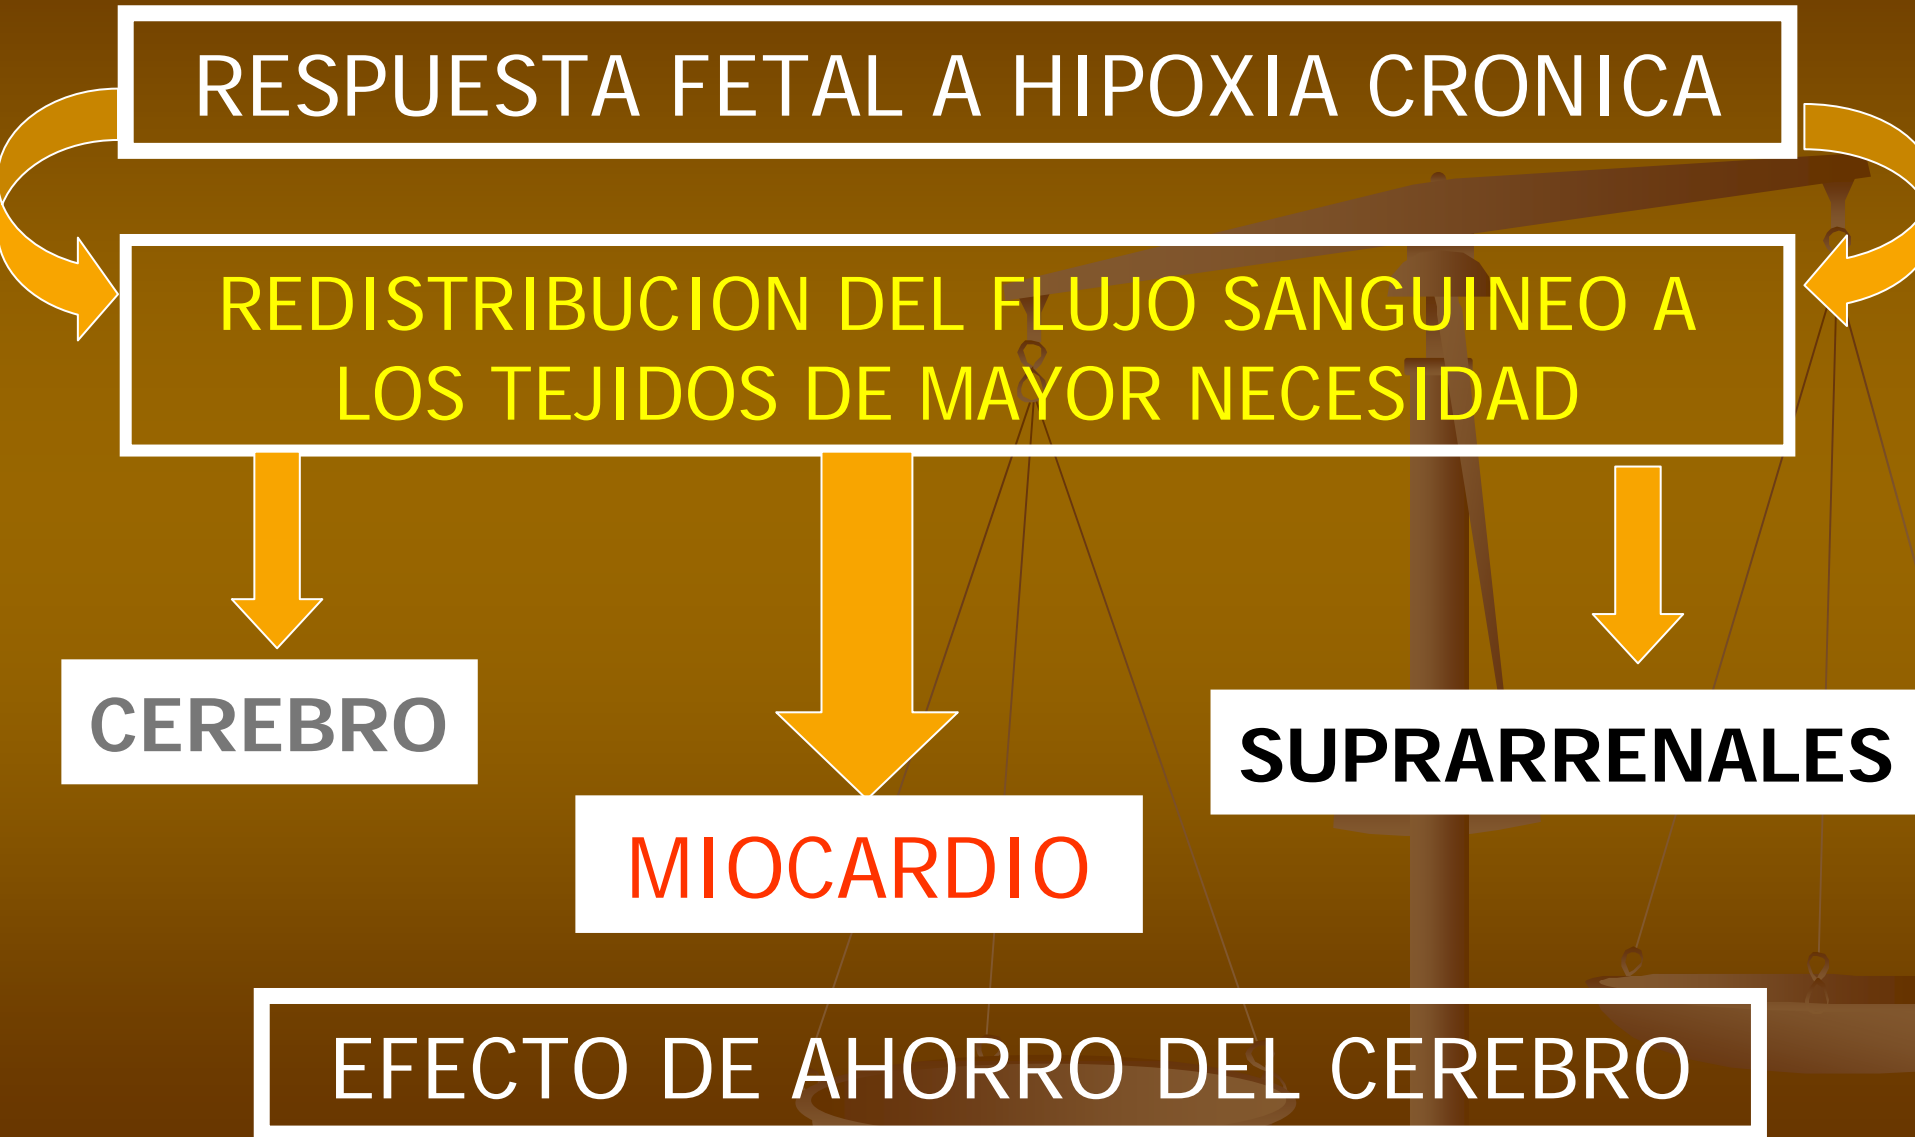 RESPUESTA FETAL A HIPOXIA CRONICA
REDISTRIBUCION DEL FLUJO SANGUINEO A
LOS TEJIDOS DE MAYOR NECESIDAD
CEREBRO
MIOCARDIO
SUPRARRENALES
EFECTO DE AHORRO DEL CEREBRO